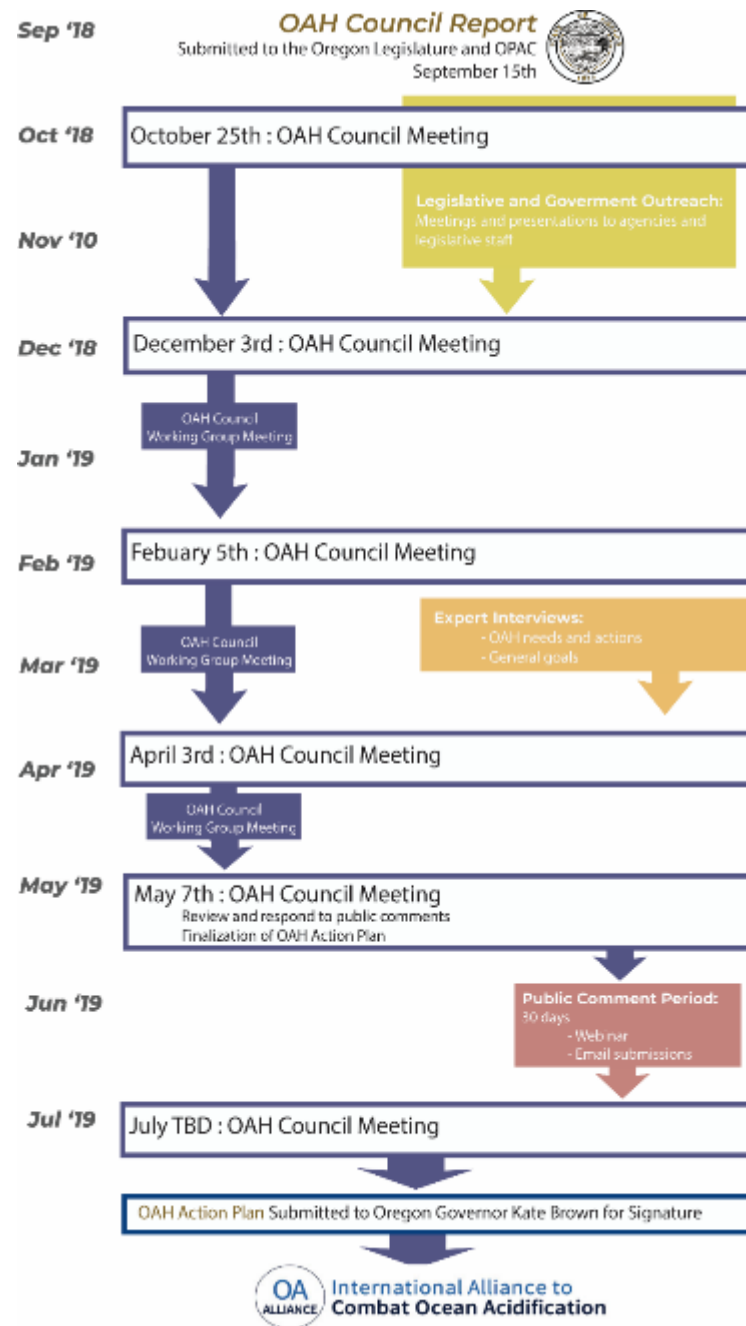 Sep ‘18
OAH Council Report
Submitted to the Oregon Legislature and OPAC
September 15th
Oct ‘18
October 25th : OAH Council Meeting
Legislative and Goverment Outreach:
Meetings and presentations to agencies and
legislative staff
Nov ‘10
Dec ‘18
December 3rd : OAH Council Meeting
OAH Council
Working Group Meeting
Jan ‘19
Feb ‘19
Febuary 5th : OAH Council Meeting
Expert Interviews:
- OAH needs and actions
- General goals
OAH Council
Working Group Meeting
Mar ‘19
Apr ‘19
April 3rd : OAH Council Meeting
OAH Council
Working Group Meeting
May ‘19
May 7th : OAH Council Meeting
Review and respond to public comments
Finalization of OAH Action Plan
Jun ‘19
Public Comment Period:
30 days
- Webinar
- Email submissions
Jul ‘19
July TBD : OAH Council Meeting
OAH Action Plan Submitted to Oregon Governor Kate Brown for Signature
OA
ALLIANCE
International Alliance to
Combat Ocean Acidification